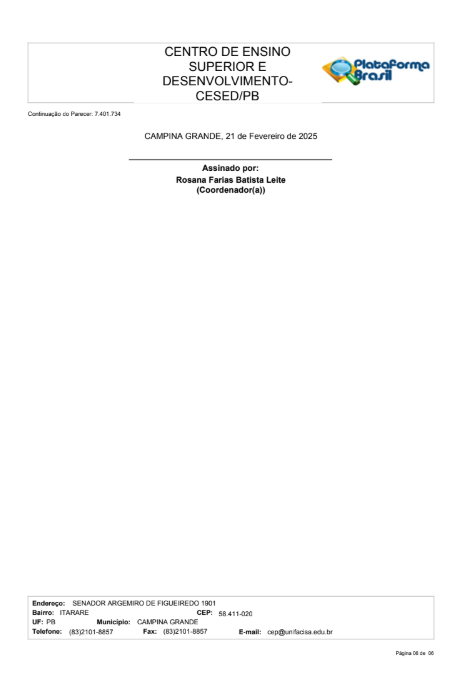 CENTRO DE ENSINO
SUPERIOR E
DESENVOLVIMENTO-
CESED/PB
Plataforma
Brasil
Continuação do Parecer: 7.401.734
CAMPINA GRANDE, 21 de Fevereiro de 2025
Assinado por:
Rosana Farias Batista Leite
(Coordenador(a))
Endereço: SENADOR ARGEMIRO DE FIGUEIREDO 1901
Bairro: ITARARE CEP: 58.411-020
UF: PB Município: CAMPINA GRANDE
Telefone: (83)2101-8857 Fax: (83)2101-8857 E-mail: cep@unifacisa.edu.br
Página 06 de 06